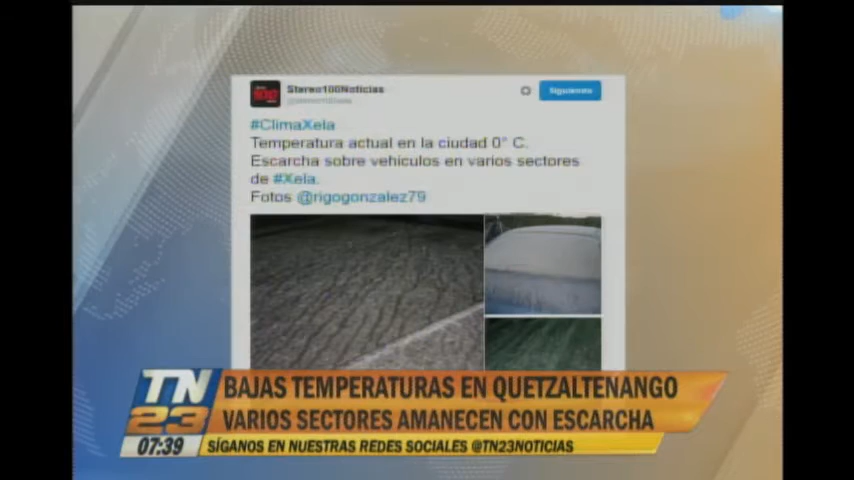 Stereo100Noticias
Siguiendo
#ClimaXela
Temperatura actual en la ciudad 0° C.
Escarcha sobre vehiculos en varios sectores
de #Xela.
Fotos @rigogonzalez79
TN
23
BAJAS TEMPERATURAS EN QUETZALTENANGO
VARIOS SECTORES AMANECEN CON ESCARCHA
07:39
SÍGANOS EN NUESTRAS REDES SOCIALES @TN23NOTICIAS